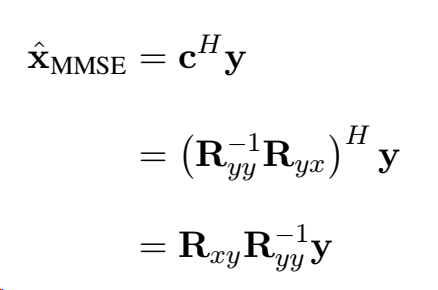 x̂_MMSE = c^H y
= (R_yy^{-1} R_yx)^H y
= R_xy R_yy^{-1} y